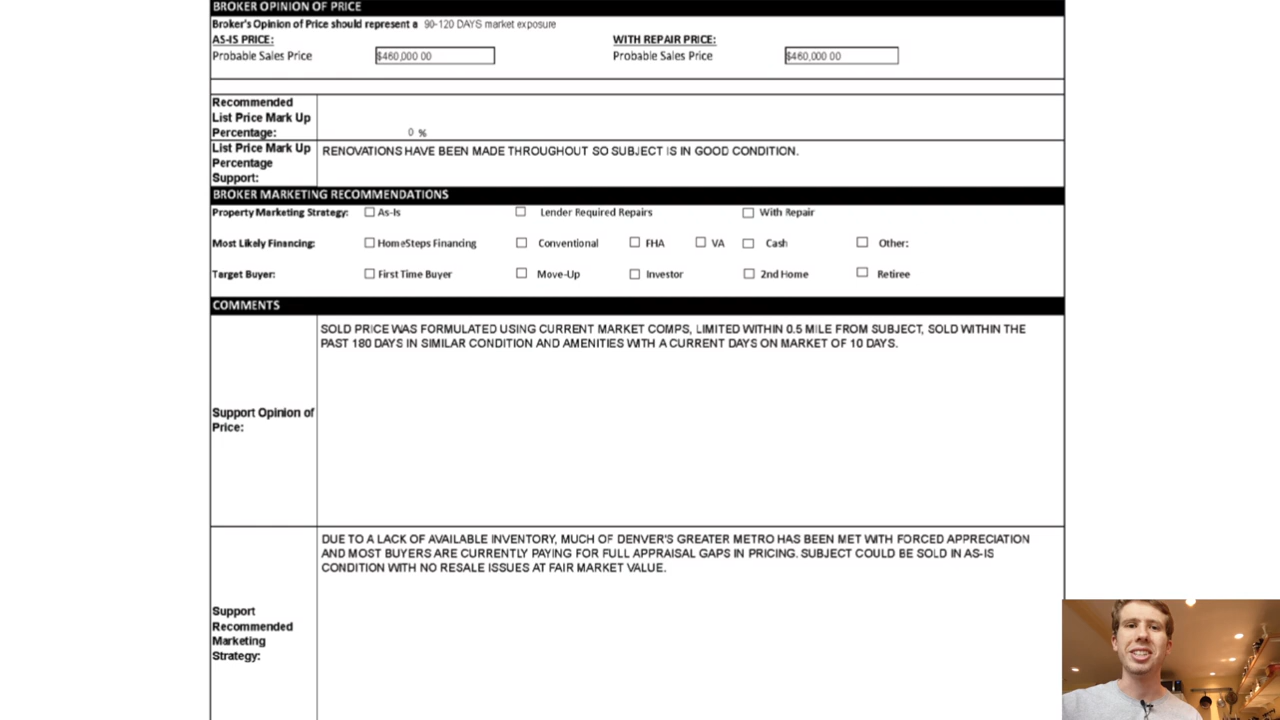 BROKER OPINION OF PRICE
Broker's Opinion of Price should represent a 90-120 DAYS market exposure
AS-IS PRICE: WITH REPAIR PRICE:
Probable Sales Price $460,000 00 Probable Sales Price $460,000 00
Recommended
List Price Mark Up
Percentage: 0 %
List Price Mark Up
Percentage
Support:
RENOVATIONS HAVE BEEN MADE THROUGHOUT SO SUBJECT IS IN GOOD CONDITION.
BROKER MARKETING RECOMMENDATIONS
Property Marketing Strategy: As-Is Lender Required Repairs With Repair
Most Likely Financing: HomeSteps Financing Conventional FHA VA Cash Other:
Target Buyer: First Time Buyer Move-Up Investor 2nd Home Retiree
COMMENTS
Support Opinion of
Price:
SOLD PRICE WAS FORMULATED USING CURRENT MARKET COMPS, LIMITED WITHIN 0.5 MILE FROM SUBJECT, SOLD WITHIN THE
PAST 180 DAYS IN SIMILAR CONDITION AND AMENITIES WITH A CURRENT DAYS ON MARKET OF 10 DAYS.
Support
Recommended
Marketing
Strategy:
DUE TO A LACK OF AVAILABLE INVENTORY, MUCH OF DENVER'S GREATER METRO HAS BEEN MET WITH FORCED APPRECIATION
AND MOST BUYERS ARE CURRENTLY PAYING FOR FULL APPRAISAL GAPS IN PRICING. SUBJECT COULD BE SOLD IN AS-IS
CONDITION WITH NO RESALE ISSUES AT FAIR MARKET VALUE.